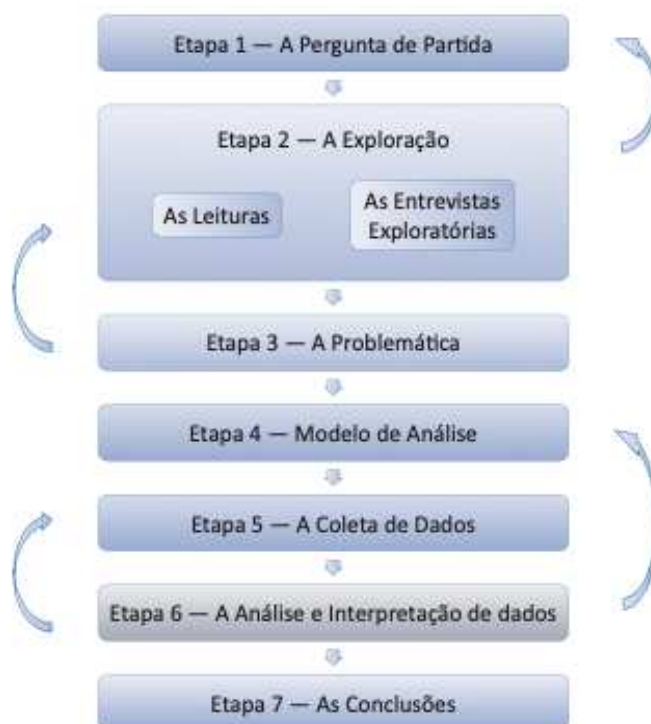 Etapa 1 — A Pergunta de Partida
Etapa 2 — A Exploração
As Leituras
As Entrevistas
Exploratórias
Etapa 3 — A Problemática
Etapa 4 — Modelo de Análise
Etapa 5 — A Coleta de Dados
Etapa 6 — A Análise e Interpretação de dados
Etapa 7 — As Conclusões